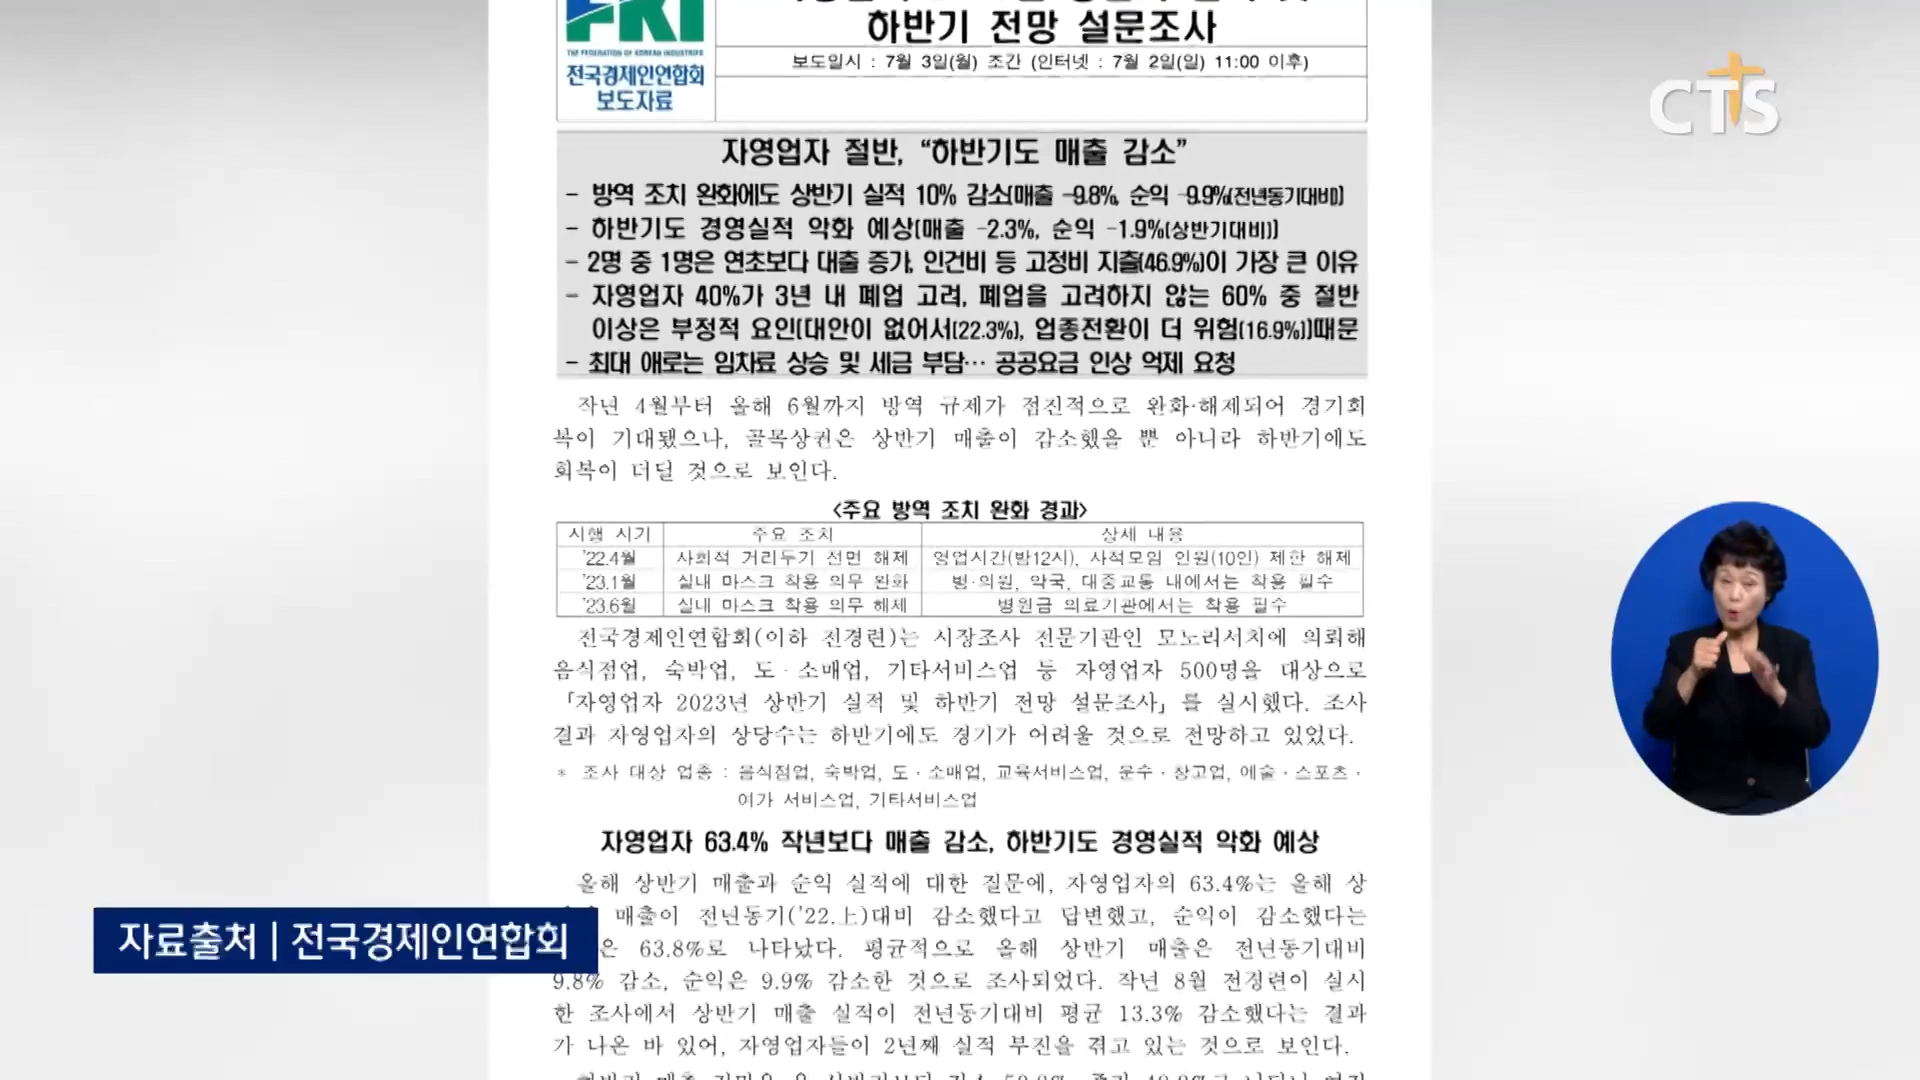 FKI
THE FEDERATION OF KOREAN INDUSTRIES
전국경제인연합회
보도자료
하반기 전망 설문조사
보도일시 : 7월 3일(월) 조간 (인터넷 : 7월 2일(일) 11:00 이후)
CTS
자영업자 절반, “하반기도 매출 감소”
- 방역 조치 완화에도 상반기 실적 10% 감소(매출 -9.8%, 순익 -9.9%(전년동기대비))
- 하반기도 경영실적 악화 예상(매출 -2.3%, 순익 -1.9%(상반기대비))
- 2명 중 1명은 연초보다 대출 증가, 인건비 등 고정비 지출(46.9%)이 가장 큰 이유
- 자영업자 40%가 3년 내 폐업 고려, 폐업을 고려하지 않는 60% 중 절반
이상은 부정적 요인(대안이 없어서(22.3%), 업종전환이 더 위험(16.9%))때문
- 최대 애로는 임차료 상승 및 세금 부담… 공공요금 인상 억제 요청
작년 4월부터 올해 6월까지 방역 규제가 점진적으로 완화·해제되어 경기회
복이 기대됐으나, 골목상권은 상반기 매출이 감소했을 뿐 아니라 하반기에도
회복이 더딜 것으로 보인다.
<주요 방역 조치 완화 경과>
시행 시기 주요 조치 상세 내용
’22.4월 사회적 거리두기 전면 해제 영업시간(밤12시), 사적모임 인원(10인) 제한 해제
’23.1월 실내 마스크 착용 의무 완화 병·의원, 약국, 대중교통 내에서는 착용 필수
’23.6월 실내 마스크 착용 의무 해제 병원급 의료기관에서는 착용 필수
전국경제인연합회(이하 전경련)는 시장조사 전문기관인 모노리서치에 의뢰해
음식점업, 숙박업, 도·소매업, 기타서비스업 등 자영업자 500명을 대상으로
「자영업자 2023년 상반기 실적 및 하반기 전망 설문조사」를 실시했다. 조사
결과 자영업자의 상당수는 하반기에도 경기가 어려울 것으로 전망하고 있었다.
* 조사 대상 업종 : 음식점업, 숙박업, 도·소매업, 교육서비스업, 운수·창고업, 예술·스포츠·
여가 서비스업, 기타서비스업
자영업자 63.4% 작년보다 매출 감소, 하반기도 경영실적 악화 예상
올해 상반기 매출과 순익 실적에 대한 질문에, 자영업자의 63.4%는 올해 상
매출이 전년동기(’22.上)대비 감소했다고 답변했고, 순익이 감소했다는
은 63.8%로 나타났다. 평균적으로 올해 상반기 매출은 전년동기대비
9.8% 감소, 순익은 9.9% 감소한 것으로 조사되었다. 작년 8월 전경련이 실시
한 조사에서 상반기 매출 실적이 전년동기대비 평균 13.3% 감소했다는 결과
가 나온 바 있어, 자영업자들이 2년째 실적 부진을 겪고 있는 것으로 보인다.
자료출처 | 전국경제인연합회